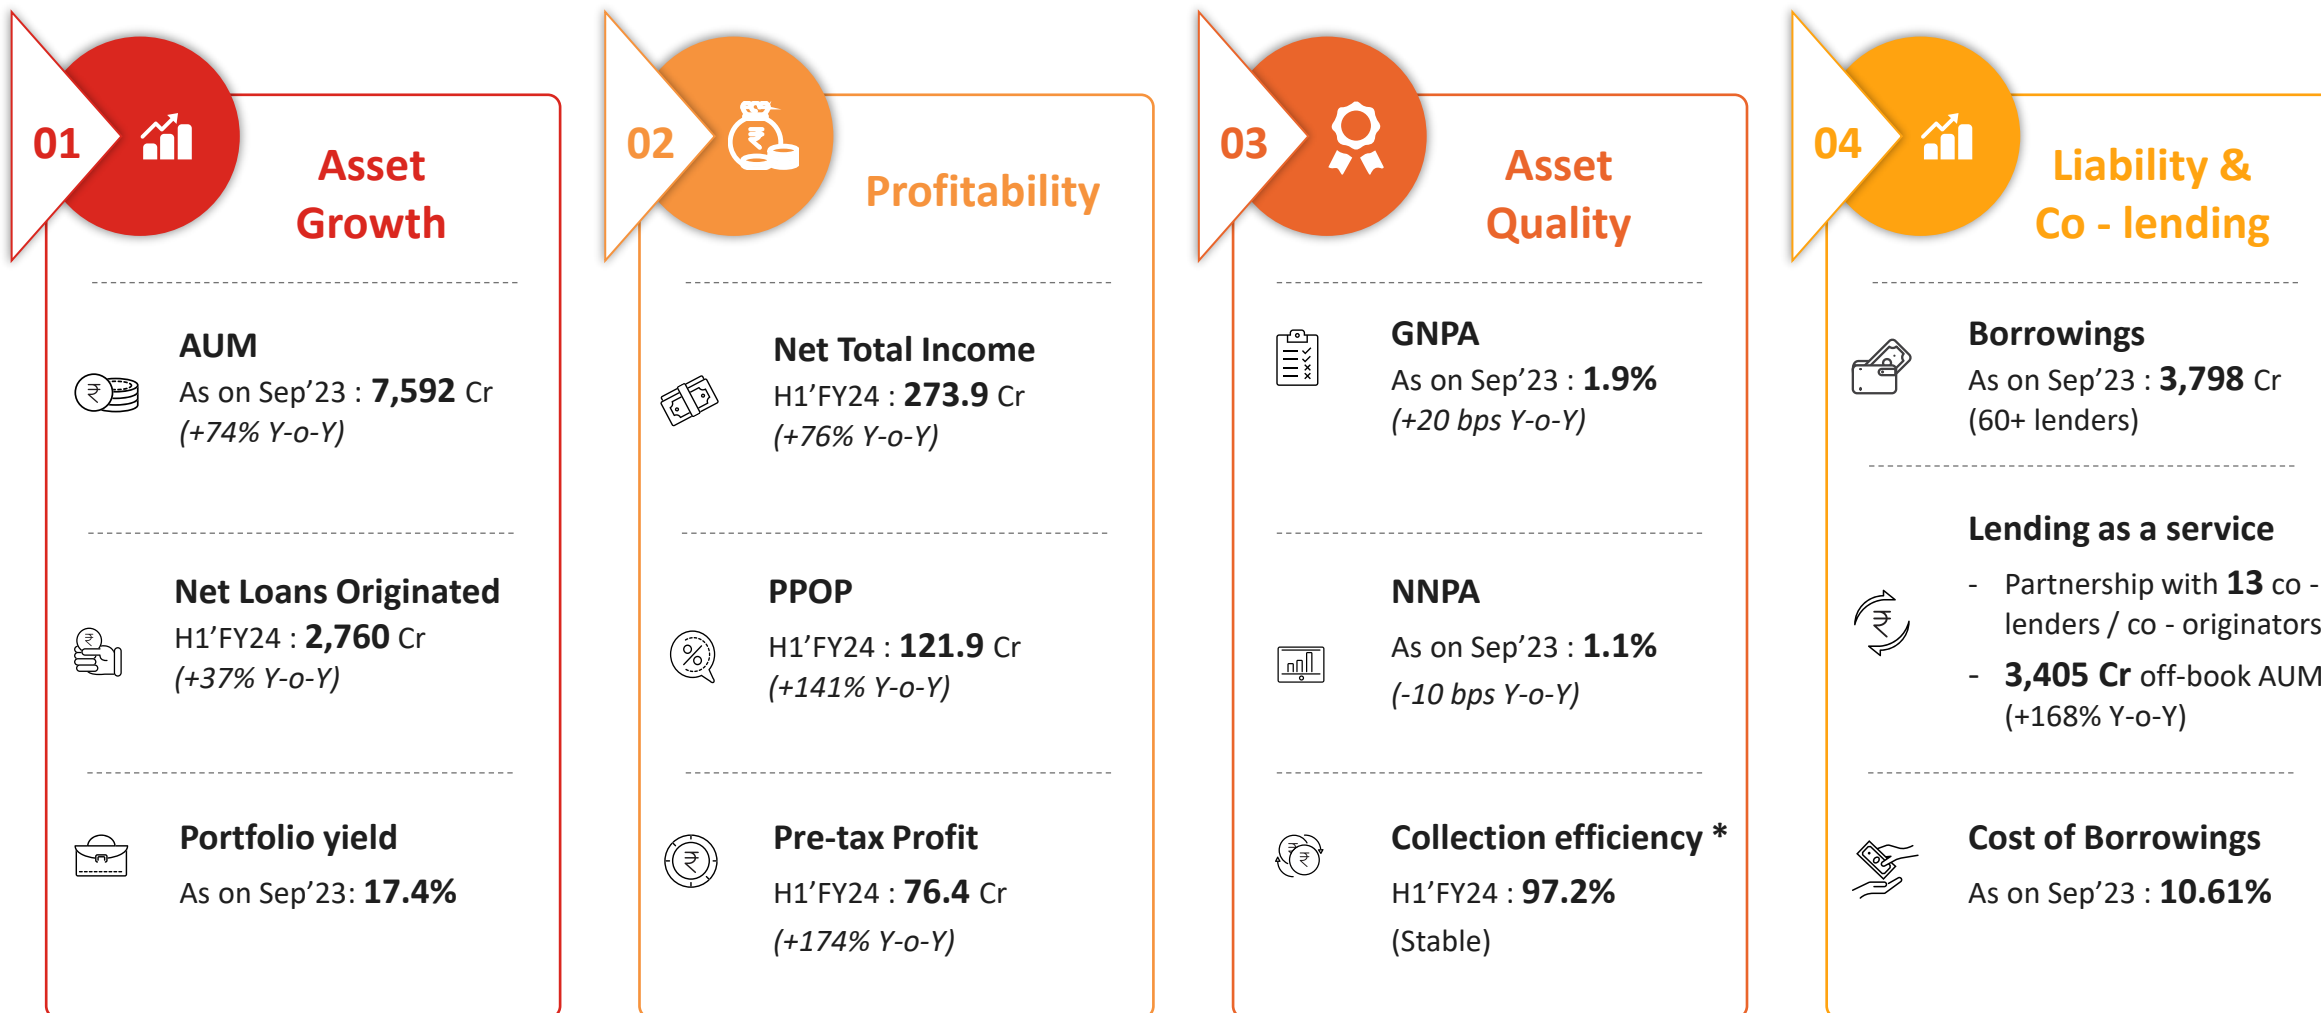 01
Asset
Growth
AUM
As on Sep’23 : 7,592 Cr
(+74% Y-o-Y)
Net Loans Originated
H1’FY24 : 2,760 Cr
(+37% Y-o-Y)
Portfolio yield
As on Sep’23: 17.4%
02
Profitability
Net Total Income
H1’FY24 : 273.9 Cr
(+76% Y-o-Y)
PPOP
H1’FY24 : 121.9 Cr
(+141% Y-o-Y)
Pre-tax Profit
H1’FY24 : 76.4 Cr
(+174% Y-o-Y)
03
Asset
Quality
GNPA
As on Sep’23 : 1.9%
(+20 bps Y-o-Y)
NNPA
As on Sep’23 : 1.1%
(-10 bps Y-o-Y)
Collection efficiency *
H1’FY24 : 97.2%
(Stable)
04
Liability &
Co - lending
Borrowings
As on Sep’23 : 3,798 Cr
(60+ lenders)
Lending as a service
- Partnership with 13 co -
lenders / co - originators
- 3,405 Cr off-book AUM
(+168% Y-o-Y)
Cost of Borrowings
As on Sep’23 : 10.61%